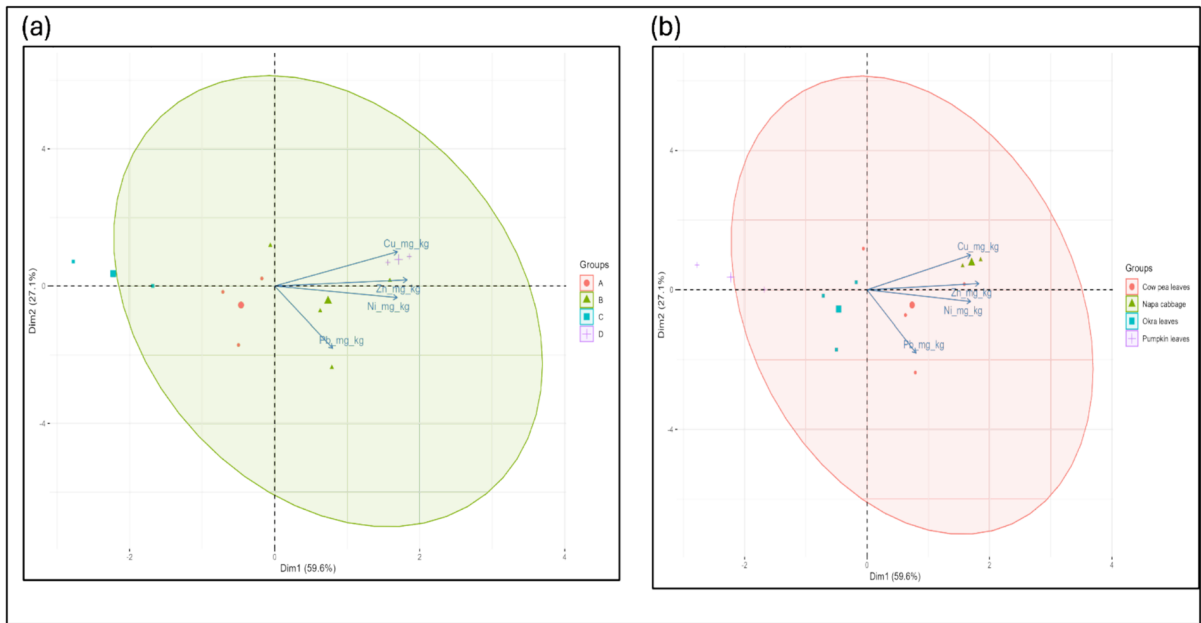 (a)
(b)
4
0
-4
-2
0
2
4
Dim2 (27.1%)
Dim1 (59.6%)
Cu_mg_kg
Zn_mg_kg
Ni_mg_kg
Pb_mg_kg
Groups
A
B
C
D
4
0
-4
-2
0
2
4
Dim2 (27.1%)
Dim1 (59.6%)
Cu_mg_kg
Zn_mg_kg
Ni_mg_kg
Pb_mg_kg
Groups
Cow pea leaves
Napa cabbage
Okra leaves
Pumpkin leaves